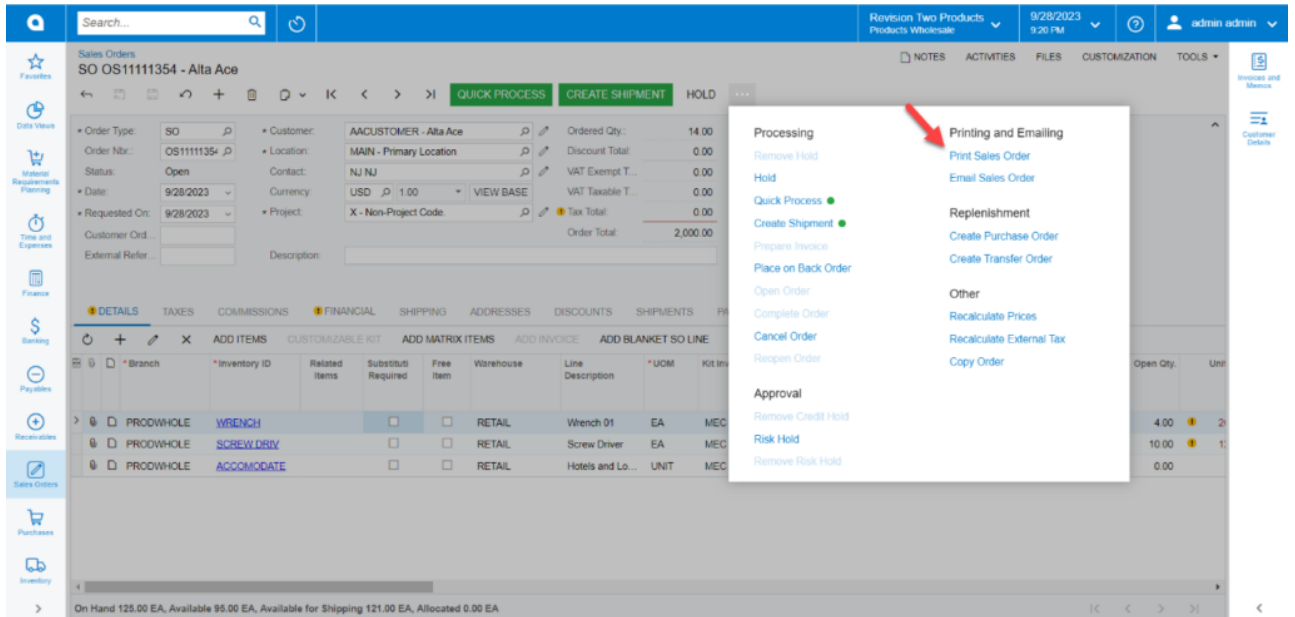 Search...
Revision Two Products
Products Wholesale
9/28/2023
9:20 PM
admin admin
Favorites
Data Views
Material Requirements Planning
Time and Expenses
Finance
Banking
Payables
Receivables
Sales Orders
Purchases
Inventory
Sales Orders
SO OS11111354 - Alta Ace
NOTES ACTIVITIES FILES CUSTOMIZATION TOOLS
QUICK PROCESS CREATE SHIPMENT HOLD ...
* Order Type: SO * Customer: AACUSTOMER - Alta Ace Ordered Qty.: 14.00
Order Nbr.: OS11111354 * Location: MAIN - Primary Location Discount Total: 0.00
Status: Open Contact: NJ NJ VAT Exempt T... 0.00
* Date: 9/28/2023 Currency: USD 1.00 VIEW BASE VAT Taxable T... 0.00
* Requested On: 9/28/2023 * Project: X - Non-Project Code. Tax Total: 0.00
Customer Ord... Order Total: 2,000.00
External Refer... Description:
DETAILS TAXES COMMISSIONS FINANCIAL SHIPPING ADDRESSES DISCOUNTS SHIPMENTS PA
ADD ITEMS CUSTOMIZABLE KIT ADD MATRIX ITEMS ADD INVOICE ADD BLANKET SO LINE
* Branch * Inventory ID Related Items Substituti Required Free Item Warehouse Line Description * UOM Kit Inv Open Qty. Unit
PRODWHOLE WRENCH RETAIL Wrench 01 EA MEC 4.00
PRODWHOLE SCREW DRIV RETAIL Screw Driver EA MEC 10.00
PRODWHOLE ACCOMODATE RETAIL Hotels and Lo... UNIT MEC 0.00
On Hand 125.00 EA, Available 95.00 EA, Available for Shipping 121.00 EA, Allocated 0.00 EA
Processing
Remove Hold
Hold
Quick Process
Create Shipment
Prepare Invoice
Place on Back Order
Open Order
Complete Order
Cancel Order
Reopen Order
Approval
Remove Credit Hold
Risk Hold
Remove Risk Hold
Printing and Emailing
Print Sales Order
Email Sales Order
Replenishment
Create Purchase Order
Create Transfer Order
Other
Recalculate Prices
Recalculate External Tax
Copy Order
Invoices and Memos
Customer Details